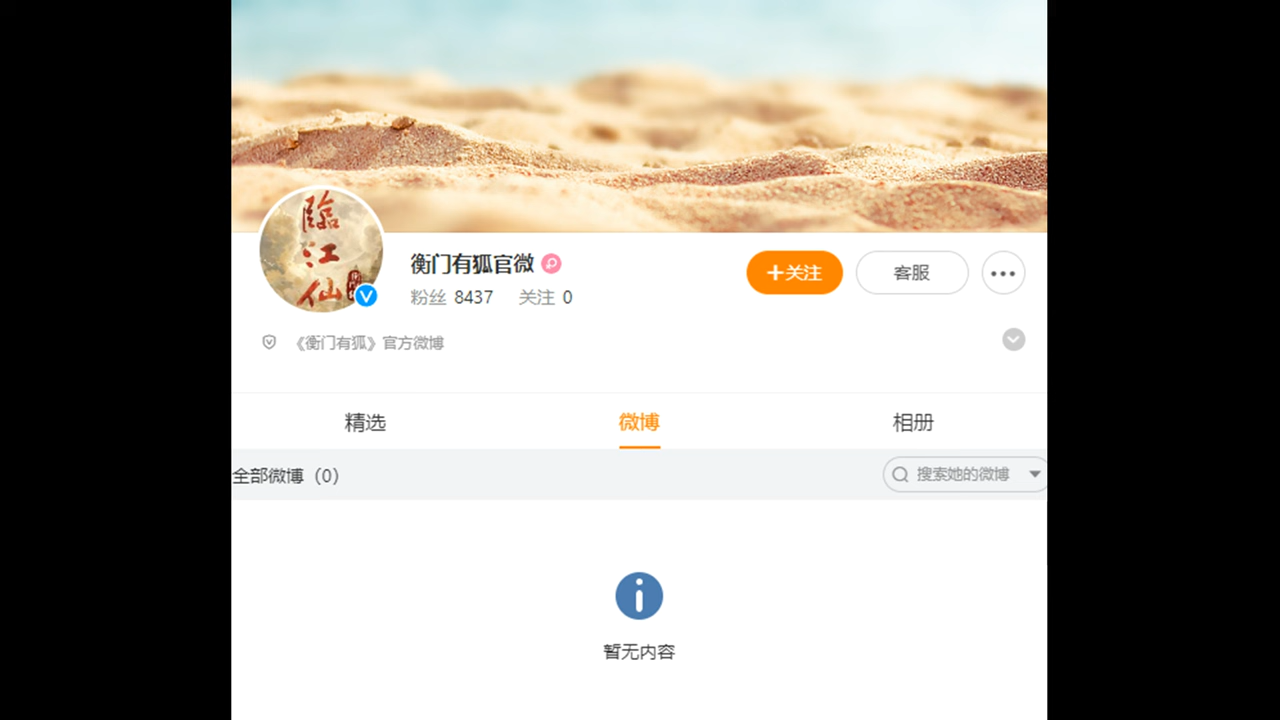 臨
江
仙
衡门有狐官微
+关注
客服
粉丝 8437 关注 0
《衡门有狐》官方微博
精选
微博
相册
全部微博（0）
搜索她的微博
暂无内容